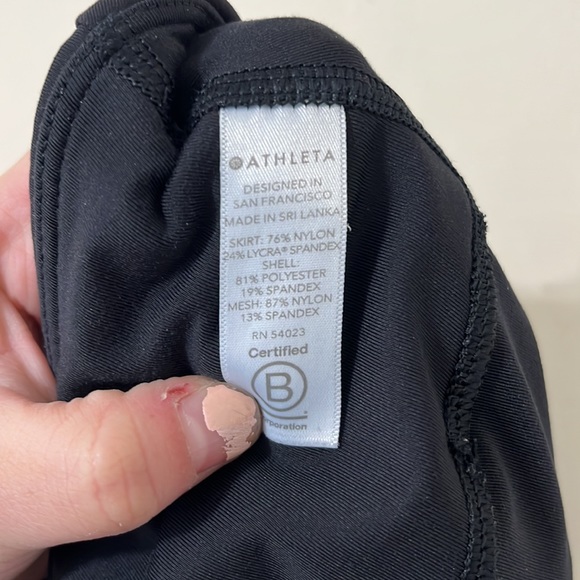 ATHLETA
DESIGNED IN
SAN FRANCISCO
MADE IN SRI LANKA
SKIRT: 76% NYLON
24% LYCRA® SPANDEX
SHELL:
81% POLYESTER
19% SPANDEX
MESH: 87% NYLON
13% SPANDEX
RN 54023
Certified
B
orporation